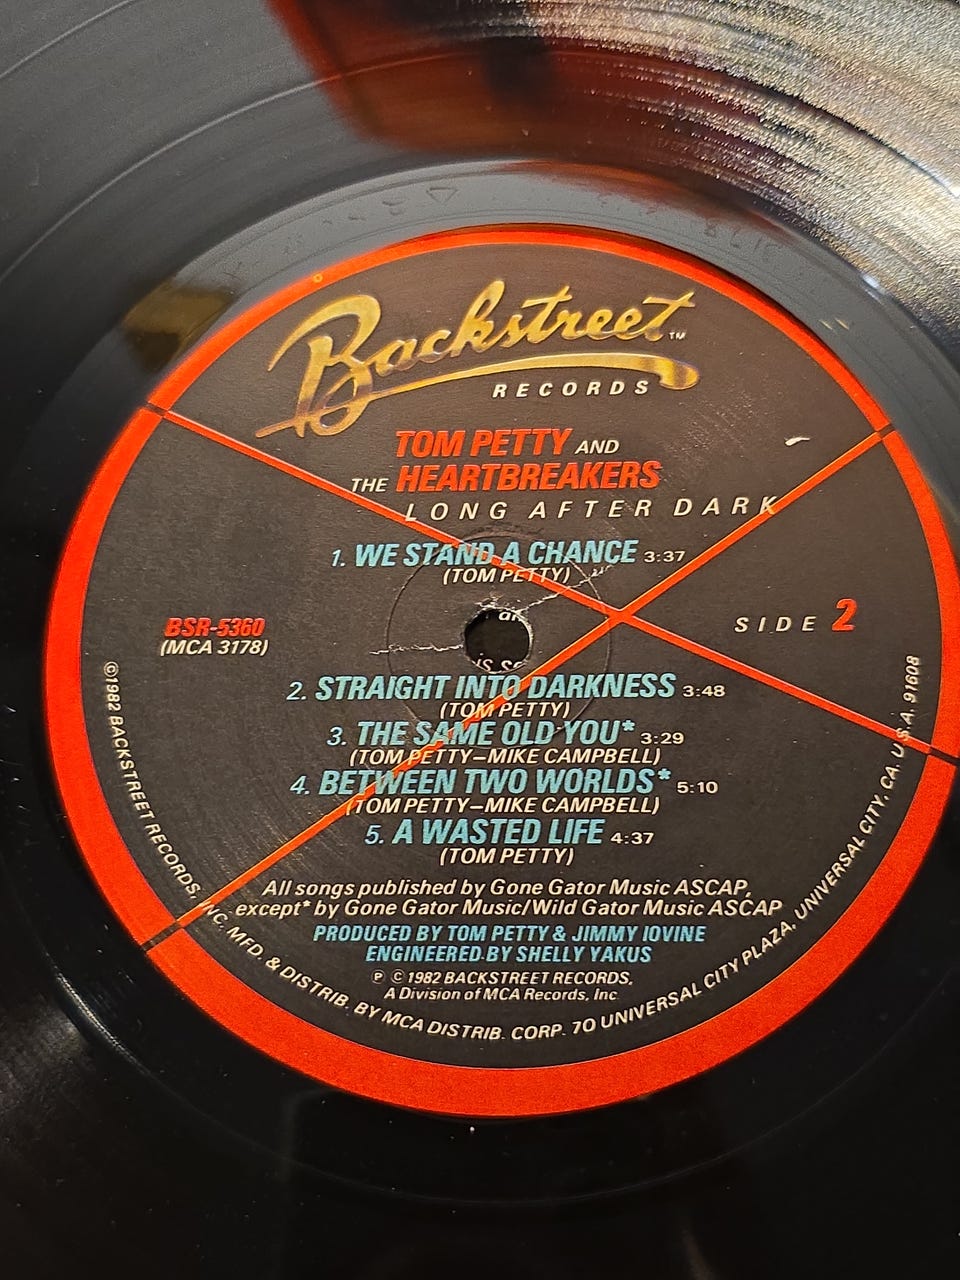 Backstreet™
RECORDS
TOM PETTY AND
THE HEARTBREAKERS
LONG AFTER DARK
1. WE STAND A CHANCE 3:37
(TOM PETTY)
BSR-5360
(MCA 3178)
SIDE 2
2. STRAIGHT INTO DARKNESS 3:48
(TOM PETTY)
3. THE SAME OLD YOU* 3:29
(TOM PETTY–MIKE CAMPBELL)
4. BETWEEN TWO WORLDS* 5:10
(TOM PETTY–MIKE CAMPBELL)
5. A WASTED LIFE 4:37
(TOM PETTY)
All songs published by Gone Gator Music ASCAP,
except* by Gone Gator Music/Wild Gator Music ASCAP
PRODUCED BY TOM PETTY & JIMMY IOVINE
ENGINEERED BY SHELLY YAKUS
℗ ©1982 BACKSTREET RECORDS,
A Division of MCA Records, Inc.
©1982 BACKSTREET RECORDS, INC. MFD. & DISTRIB. BY MCA DISTRIB. CORP. 70 UNIVERSAL CITY PLAZA, UNIVERSAL CITY, CA. U.S.A. 91608